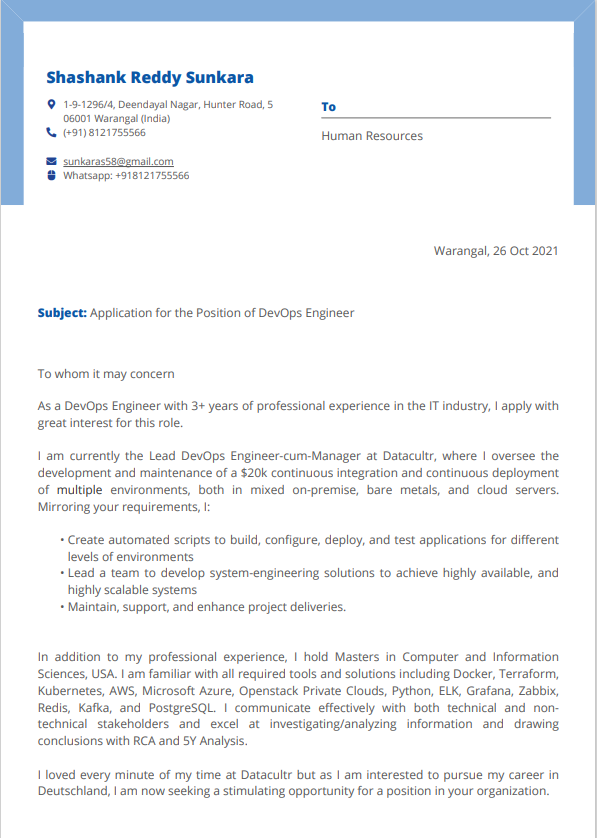 Shashank Reddy Sunkara
1-9-1296/4, Deendayal Nagar, Hunter Road, 5
06001 Warangal (India)
(+91) 8121755566
sunkaras58@gmail.com
Whatsapp: +918121755566
To
Human Resources
Warangal, 26 Oct 2021
Subject: Application for the Position of DevOps Engineer
To whom it may concern
As a DevOps Engineer with 3+ years of professional experience in the IT industry, I apply with
great interest for this role.
I am currently the Lead DevOps Engineer-cum-Manager at Datacultr, where I oversee the
development and maintenance of a $20k continuous integration and continuous deployment
of multiple environments, both in mixed on-premise, bare metals, and cloud servers.
Mirroring your requirements, I:
• Create automated scripts to build, configure, deploy, and test applications for different
levels of environments
• Lead a team to develop system-engineering solutions to achieve highly available, and
highly scalable systems
• Maintain, support, and enhance project deliveries.
In addition to my professional experience, I hold Masters in Computer and Information
Sciences, USA. I am familiar with all required tools and solutions including Docker, Terraform,
Kubernetes, AWS, Microsoft Azure, Openstack Private Clouds, Python, ELK, Grafana, Zabbix,
Redis, Kafka, and PostgreSQL. I communicate effectively with both technical and non-
technical stakeholders and excel at investigating/analyzing information and drawing
conclusions with RCA and 5Y Analysis.
I loved every minute of my time at Datacultr but as I am interested to pursue my career in
Deutschland, I am now seeking a stimulating opportunity for a position in your organization.